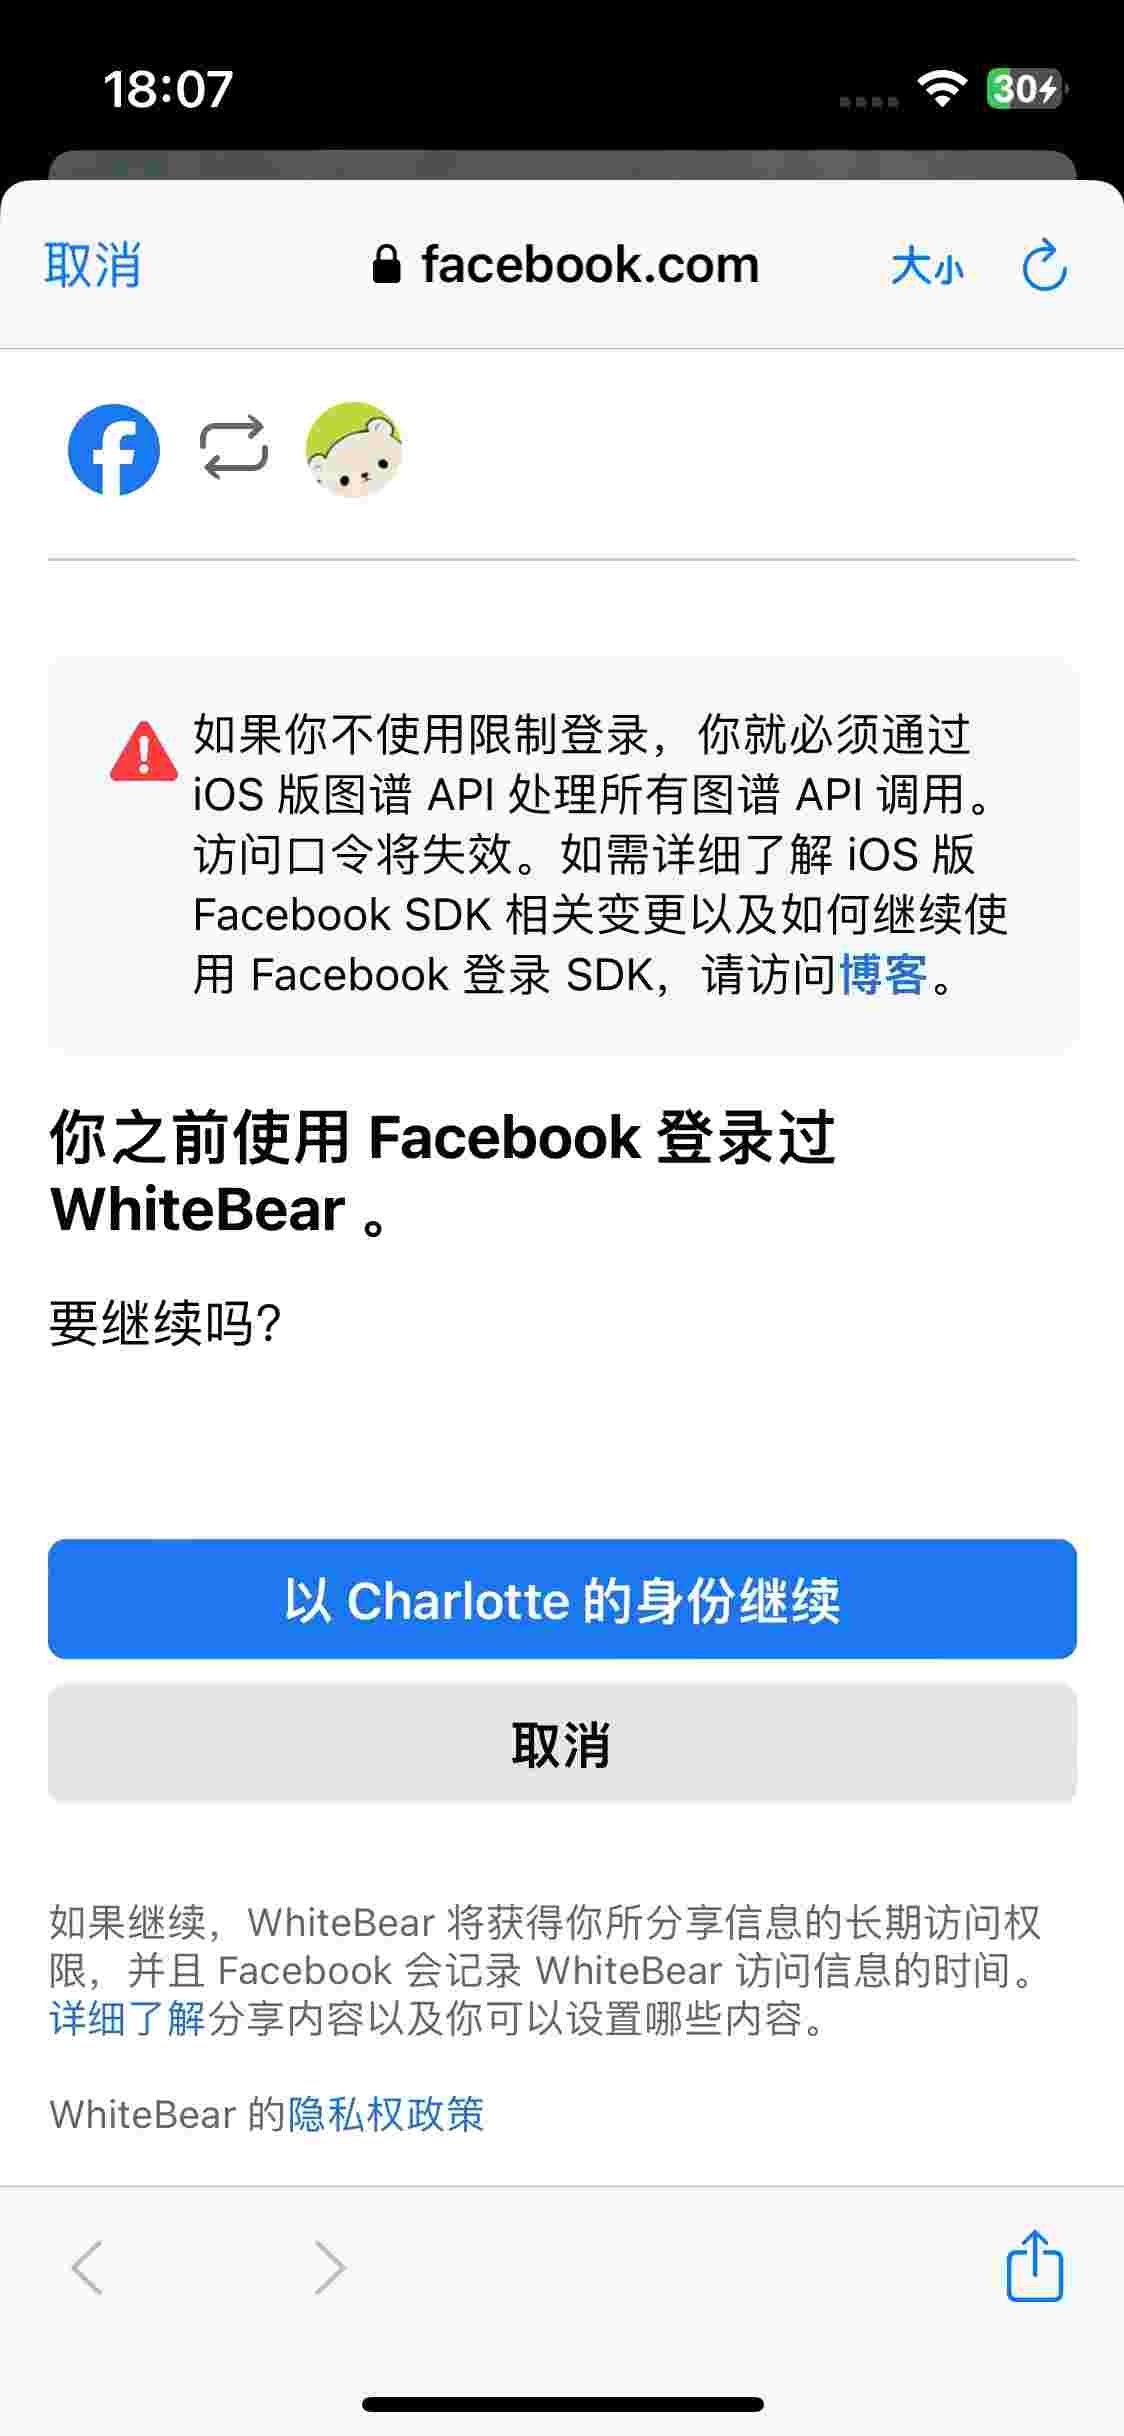 18:07
30
取消
facebook.com
大小
如果你不使用限制登录，你就必须通过
iOS 版图谱 API 处理所有图谱 API 调用。
访问口令将失效。如需详细了解 iOS 版
Facebook SDK 相关变更以及如何继续使
用 Facebook 登录 SDK，请访问博客。
你之前使用 Facebook 登录过
WhiteBear 。
要继续吗？
以 Charlotte 的身份继续
取消
如果继续，WhiteBear 将获得你所分享信息的长期访问权
限，并且 Facebook 会记录 WhiteBear 访问信息的时间。
详细了解分享内容以及你可以设置哪些内容。
WhiteBear 的隐私权政策